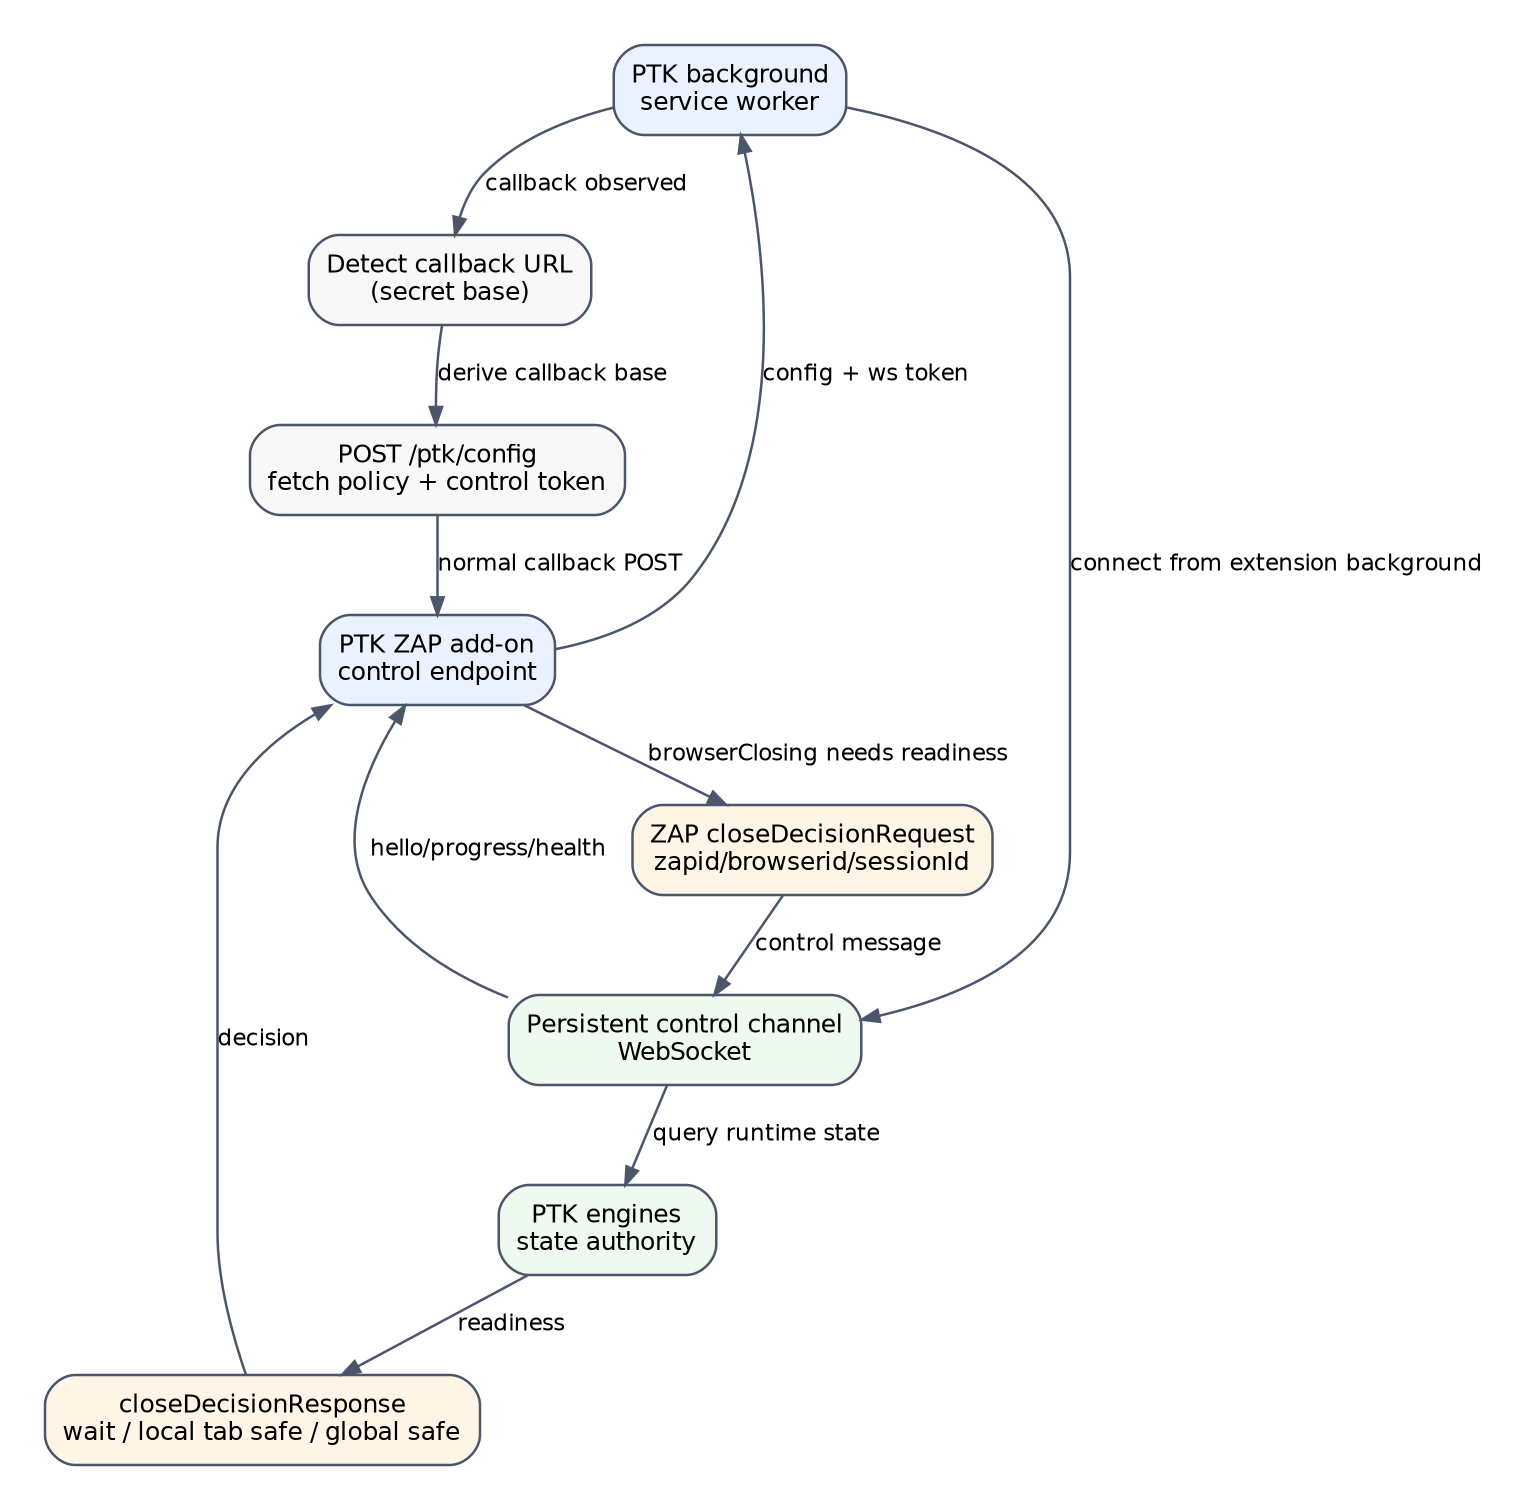 PTK background
service worker
callback observed
Detect callback URL
(secret base)
derive callback base
config + ws token
POST /ptk/config
fetch policy + control token
normal callback POST
connect from extension background
PTK ZAP add-on
control endpoint
browserClosing needs readiness
hello/progress/health
ZAP closeDecisionRequest
zapid/browserid/sessionId
control message
decision
Persistent control channel
WebSocket
query runtime state
PTK engines
state authority
readiness
closeDecisionResponse
wait / local tab safe / global safe